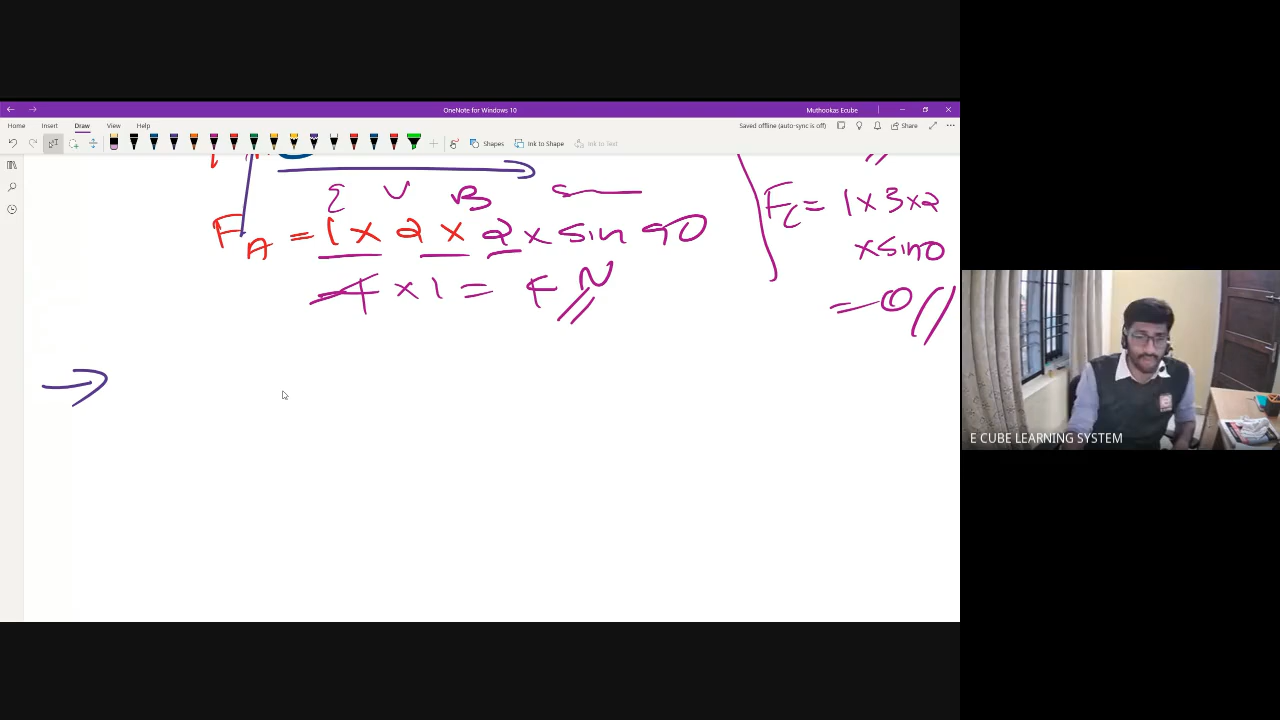 OneNote for Windows 10
Muthookas Ecube
Home Insert Draw View Help
Saved offline (auto-sync is off)
Share
Shapes
Ink to Shape
Ink to Text
V B
F_A = 1 x 2 x 2 x sin 90
4 x 1 = 4 N
F_C = 1 x 3 x 2
x sin 0
= 0 //
E CUBE LEARNING SYSTEM